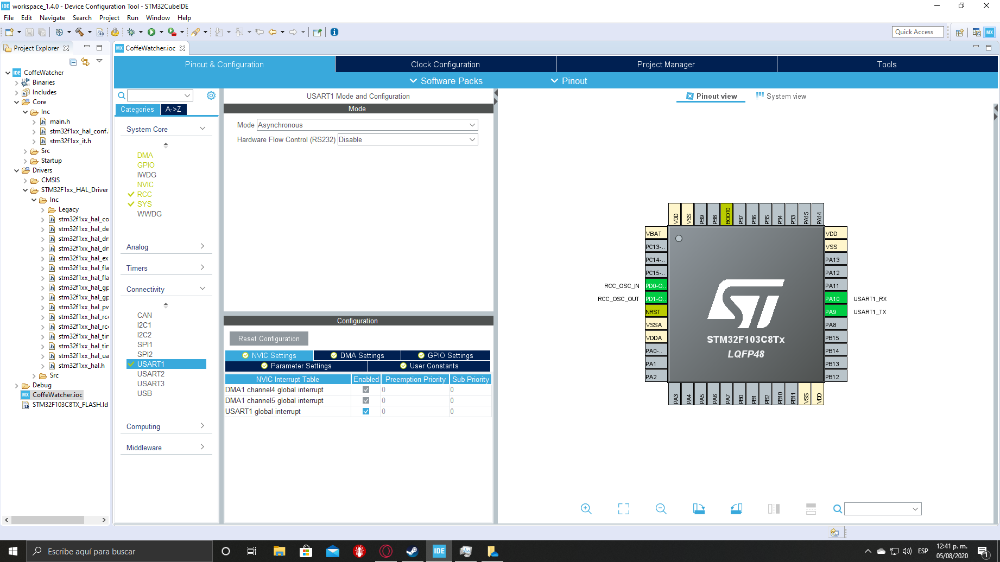 workspace_1.4.0 - Device Configuration Tool - STM32CubeIDE
File Edit Navigate Search Project Run Window Help
Quick Access
Project Explorer
CoffeWatcher
Binaries
Includes
Core
Inc
main.h
stm32f1xx_hal_conf.
stm32f1xx_it.h
Src
Startup
Drivers
CMSIS
STM32F1xx_HAL_Driver
Inc
Legacy
stm32f1xx_hal_co
stm32f1xx_hal_de
stm32f1xx_hal_dn
stm32f1xx_hal_dn
stm32f1xx_hal_ex
stm32f1xx_hal_fla
stm32f1xx_hal_fla
stm32f1xx_hal_gp
stm32f1xx_hal_gp
stm32f1xx_hal_pw
stm32f1xx_hal_rc
stm32f1xx_hal_rc
stm32f1xx_hal_tir
stm32f1xx_hal_tir
stm32f1xx_hal_ua
stm32f1xx_hal.h
Src
Debug
CoffeWatcher.ioc
STM32F103C8TX_FLASH.ld
CoffeWatcher.ioc
Pinout & Configuration
Clock Configuration
Project Manager
Tools
Software Packs
Pinout
Categories
A->Z
System Core
DMA
GPIO
IWDG
NVIC
RCC
SYS
WWDG
Analog
Timers
Connectivity
CAN
I2C1
I2C2
SPI1
SPI2
USART1
USART2
USART3
USB
Computing
Middleware
USART1 Mode and Configuration
Mode
Mode Asynchronous
Hardware Flow Control (RS232) Disable
Configuration
Reset Configuration
NVIC Settings DMA Settings GPIO Settings
Parameter Settings User Constants
NVIC Interrupt Table Enabled Preemption Priority Sub Priority
DMA1 channel4 global interrupt 0 0
DMA1 channel5 global interrupt 0 0
USART1 global interrupt 0 0
Pinout view
System view
VDD VSS PB9 PB8 BOOT0 PB7 PB6 PB5 PB4 PB3 PA15 PA14
VBAT
PC13-..
PC14-..
PC15-..
RCC_OSC_IN PD0-O..
RCC_OSC_OUT PD1-O..
NRST
VSSA
VDDA
PA0-..
PA1
PA2
STM32F103C8Tx
LQFP48
VDD
VSS
PA13
PA12
PA11
PA10 USART1_RX
PA9 USART1_TX
PA8
PB15
PB14
PB13
PB12
PA3 PA4 PA5 PA6 PA7 PB0 PB1 PB2 PB10 PB11 VSS VDD
Escribe aquí para buscar
IDE
ESP
12:41 p. m.
05/08/2020
1